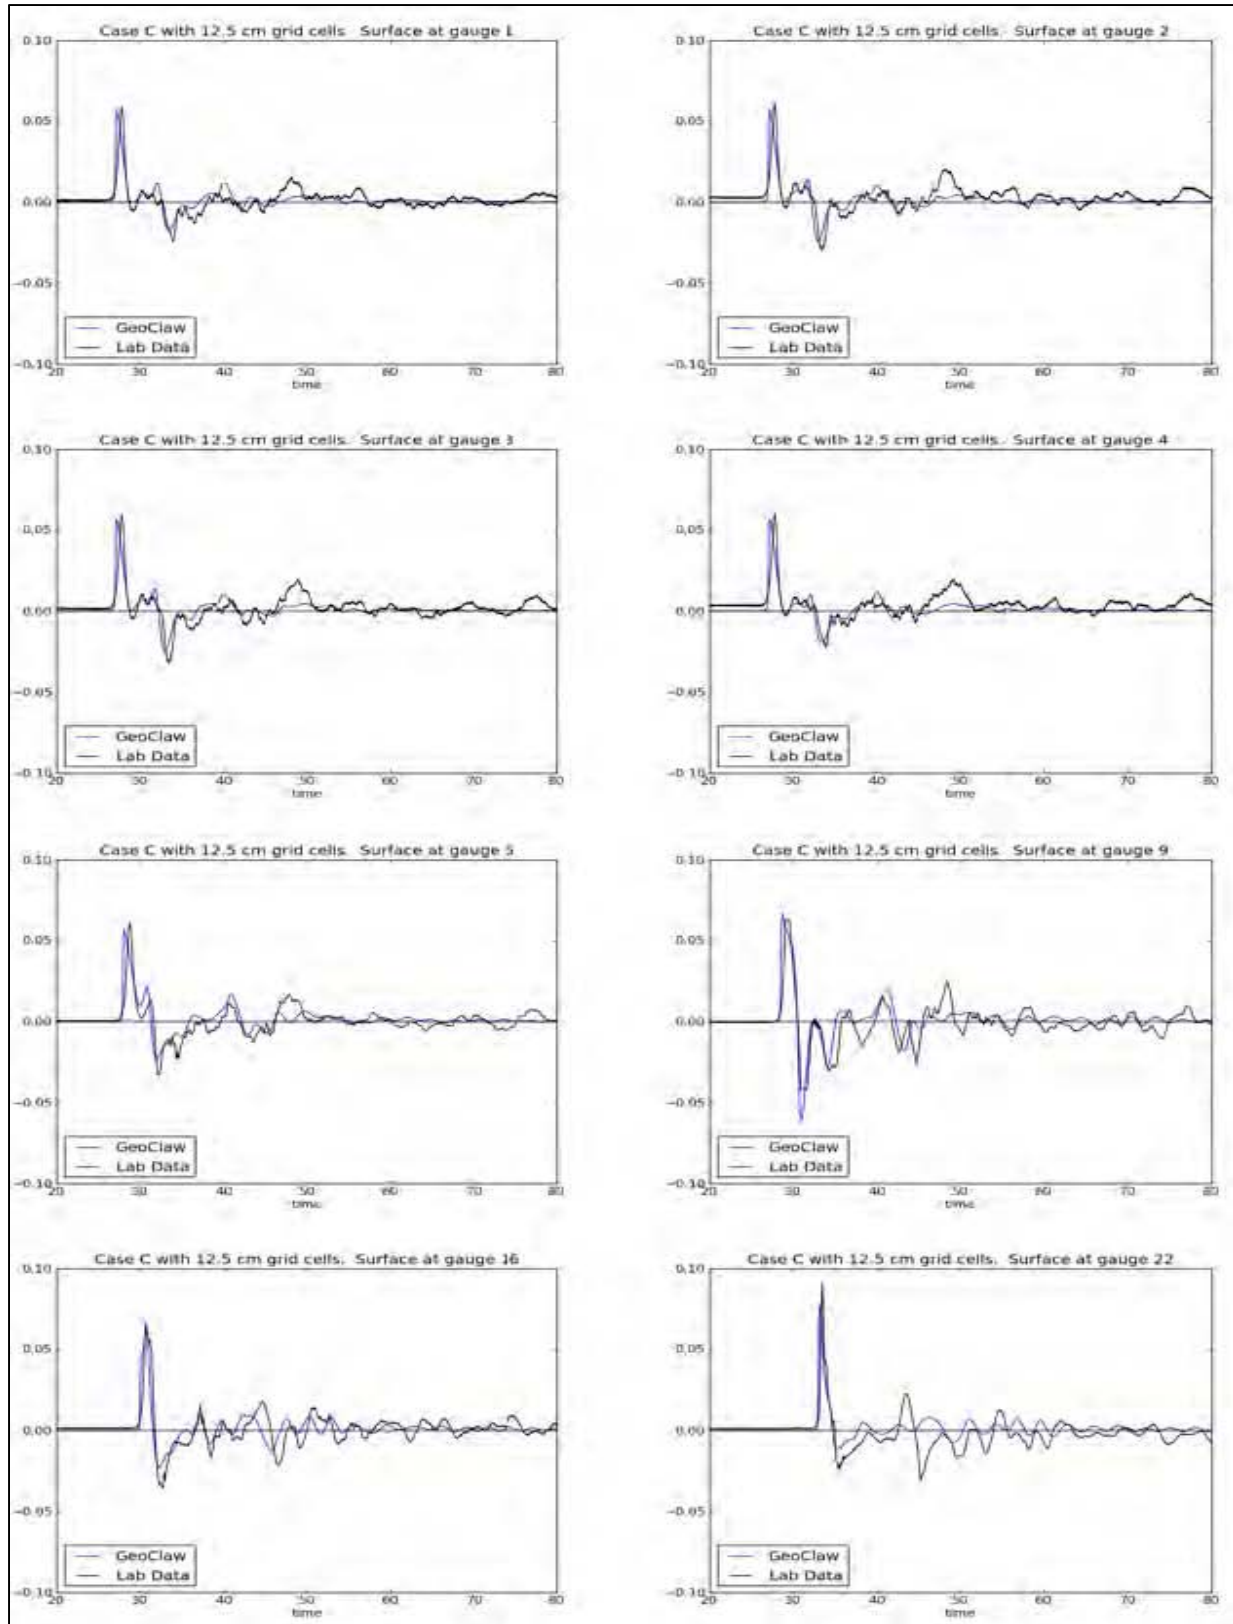 Case C with 12.5 cm grid cells. Surface at gauge 1
0.10
0.05
0.00
−0.05
−0.10
GeoClaw
Lab Data
20 30 40 50 60 70 80
time
Case C with 12.5 cm grid cells. Surface at gauge 2
0.10
0.05
0.00
−0.05
−0.10
GeoClaw
Lab Data
20 30 40 50 60 70 80
time
Case C with 12.5 cm grid cells. Surface at gauge 3
0.10
0.05
0.00
−0.05
−0.10
GeoClaw
Lab Data
20 30 40 50 60 70 80
time
Case C with 12.5 cm grid cells. Surface at gauge 4
0.10
0.05
0.00
−0.05
−0.10
GeoClaw
Lab Data
20 30 40 50 60 70 80
time
Case C with 12.5 cm grid cells. Surface at gauge 5
0.10
0.05
0.00
−0.05
−0.10
GeoClaw
Lab Data
20 30 40 50 60 70 80
time
Case C with 12.5 cm grid cells. Surface at gauge 9
0.10
0.05
0.00
−0.05
−0.10
GeoClaw
Lab Data
20 30 40 50 60 70 80
time
Case C with 12.5 cm grid cells. Surface at gauge 16
0.10
0.05
0.00
−0.05
−0.10
GeoClaw
Lab Data
20 30 40 50 60 70 80
time
Case C with 12.5 cm grid cells. Surface at gauge 22
0.10
0.05
0.00
−0.05
−0.10
GeoClaw
Lab Data
20 30 40 50 60 70 80
time